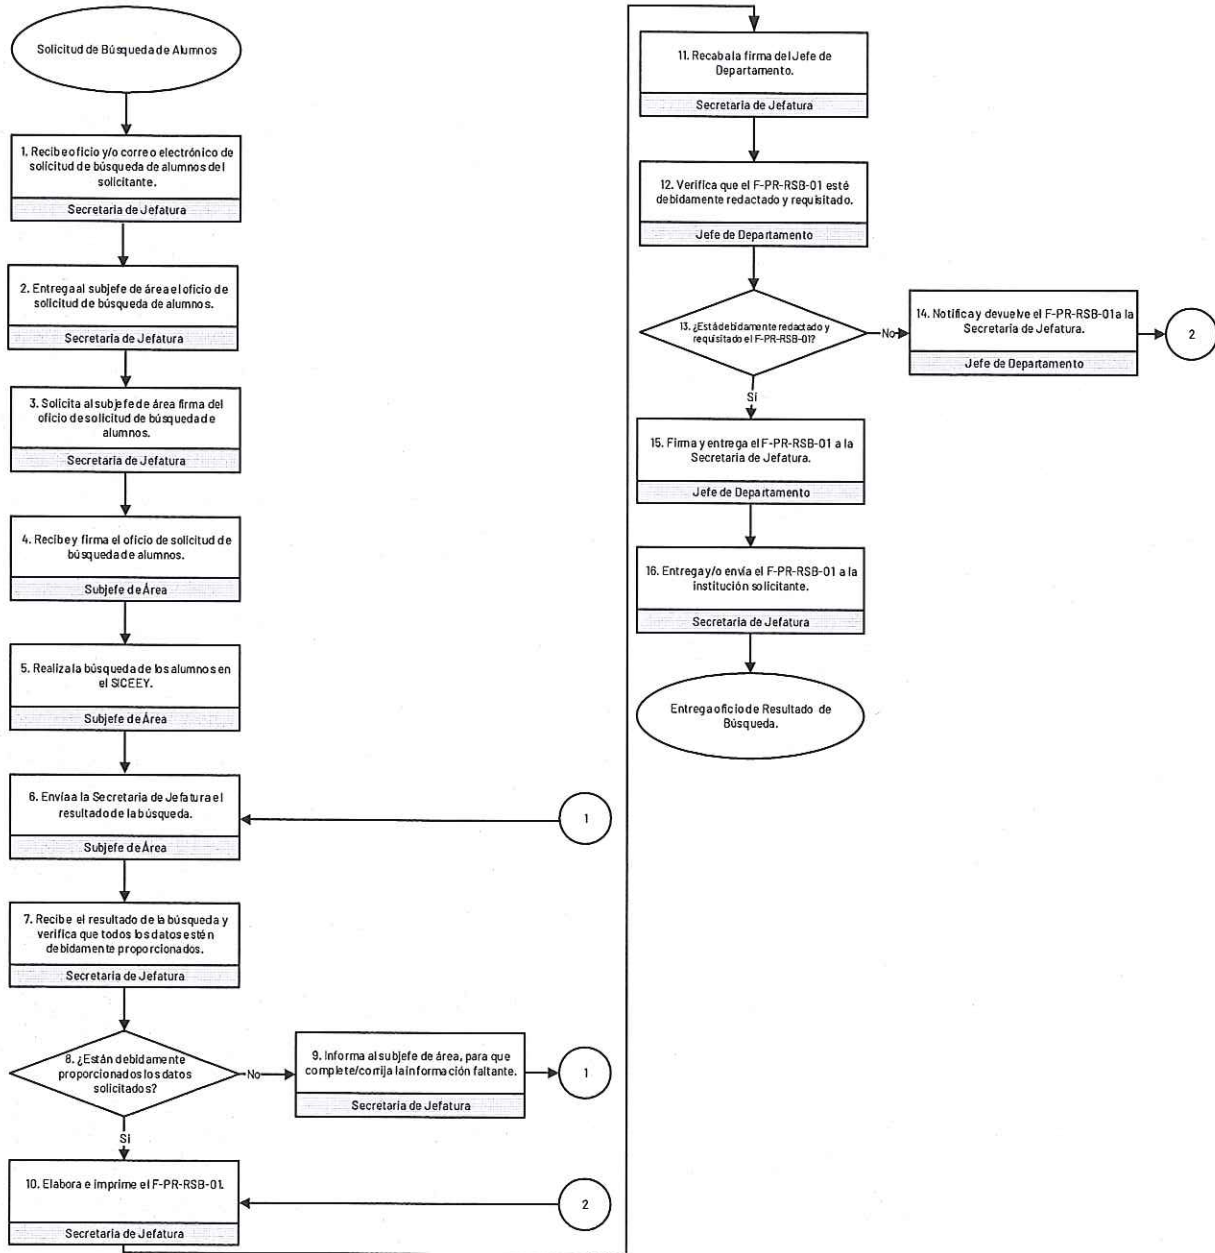 Solicitud de Búsqueda de Alumnos
1. Recibe oficio y/o correo electrónico de
solicitud de búsqueda de alumnos del
solicitante.
Secretaria de Jefatura
2. Entrega al subjefe de área el oficio de
solicitud de búsqueda de alumnos.
Secretaria de Jefatura
3. Solicita al subjefe de área firma del
oficio de solicitud de búsqueda de
alumnos.
Secretaria de Jefatura
4. Recibe y firma el oficio de solicitud de
búsqueda de alumnos.
Subjefe de Área
5. Realiza la búsqueda de los alumnos en
el SICEEY.
Subjefe de Área
6. Envía a la Secretaria de Jefatura el
resultado de la búsqueda.
Subjefe de Área
1
7. Recibe el resultado de la búsqueda y
verifica que todos los datos estén
debidamente proporcionados.
Secretaria de Jefatura
8. ¿Están debidamente
proporcionados los datos
solicitados?
No
9. Informa al subjefe de área, para que
complete/corrija la información faltante.
Secretaria de Jefatura
1
Si
10. Elabora e imprime el F-PR-RSB-01.
Secretaria de Jefatura
2
11. Recaba la firma del Jefe de
Departamento.
Secretaria de Jefatura
12. Verifica que el F-PR-RSB-01 esté
debidamente redactado y requisitado.
Jefe de Departamento
13. ¿Está debidamente redactado y
requisitado el F-PR-RSB-01?
No
14. Notifica y devuelve el F-PR-RSB-01 a la
Secretaria de Jefatura.
Jefe de Departamento
2
Si
15. Firma y entrega el F-PR-RSB-01 a la
Secretaria de Jefatura.
Jefe de Departamento
16. Entrega y/o envía el F-PR-RSB-01 a la
institución solicitante.
Secretaria de Jefatura
Entrega oficio de Resultado de
Búsqueda.